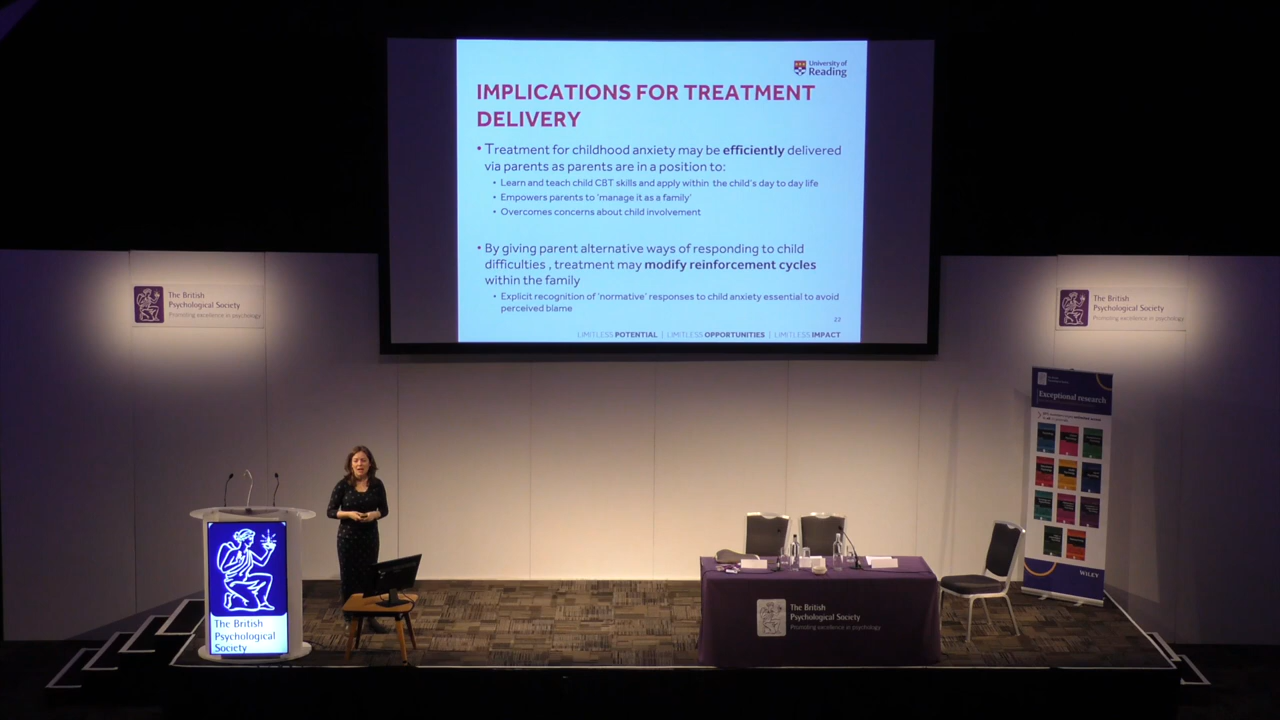 University of
Reading
IMPLICATIONS FOR TREATMENT
DELIVERY
• Treatment for childhood anxiety may be efficiently delivered
via parents as parents are in a position to:
• Learn and teach child CBT skills and apply within the child's day to day life
• Empowers parents to 'manage it as a family'
• Overcomes concerns about child involvement
• By giving parent alternative ways of responding to child
difficulties , treatment may modify reinforcement cycles
within the family
• Explicit recognition of 'normative' responses to child anxiety essential to avoid
perceived blame
22
LIMITLESS POTENTIAL | LIMITLESS OPPORTUNITIES | LIMITLESS IMPACT
The British
Psychological Society
Promoting excellence in psychology
The British
Psychological Society
Promoting excellence in psychology
Exceptional research
WILEY
The British
Psychological
Society
The British
Psychological Society
Promoting excellence in psychology